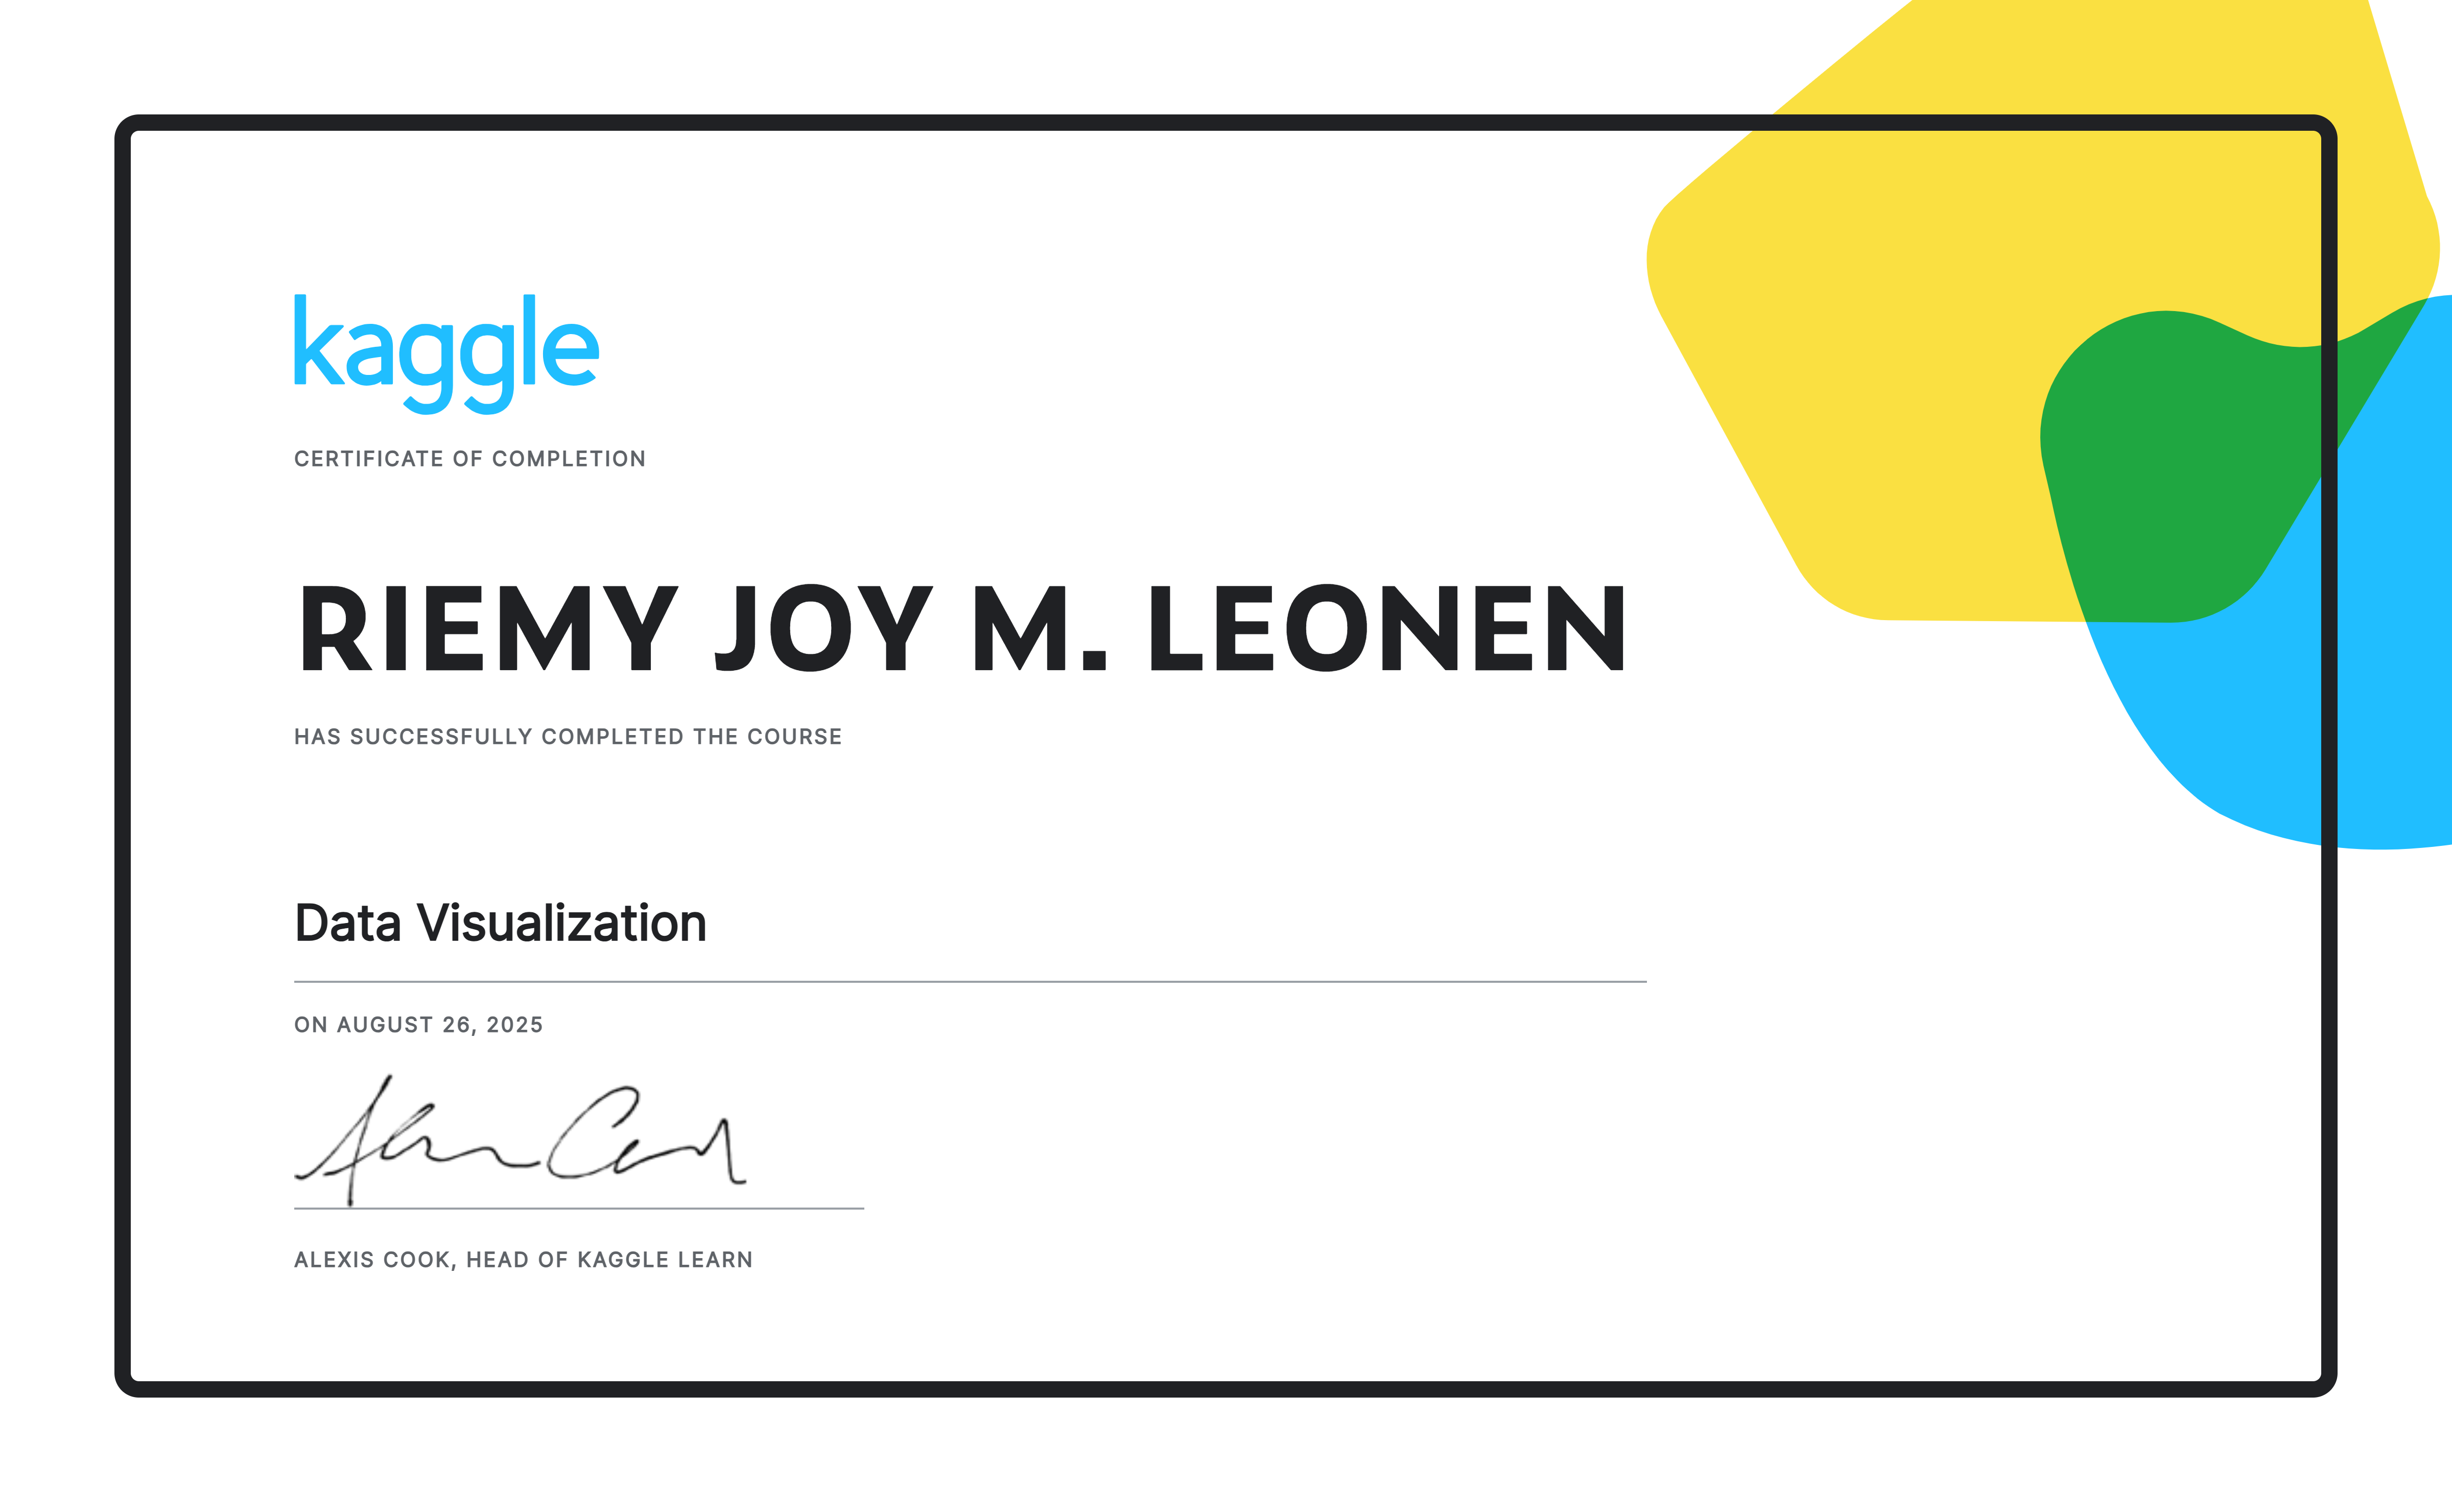 kaggle
CERTIFICATE OF COMPLETION
RIEMY JOY M. LEONEN
HAS SUCCESSFULLY COMPLETED THE COURSE
Data Visualization
ON AUGUST 26, 2025
ALEXIS COOK, HEAD OF KAGGLE LEARN